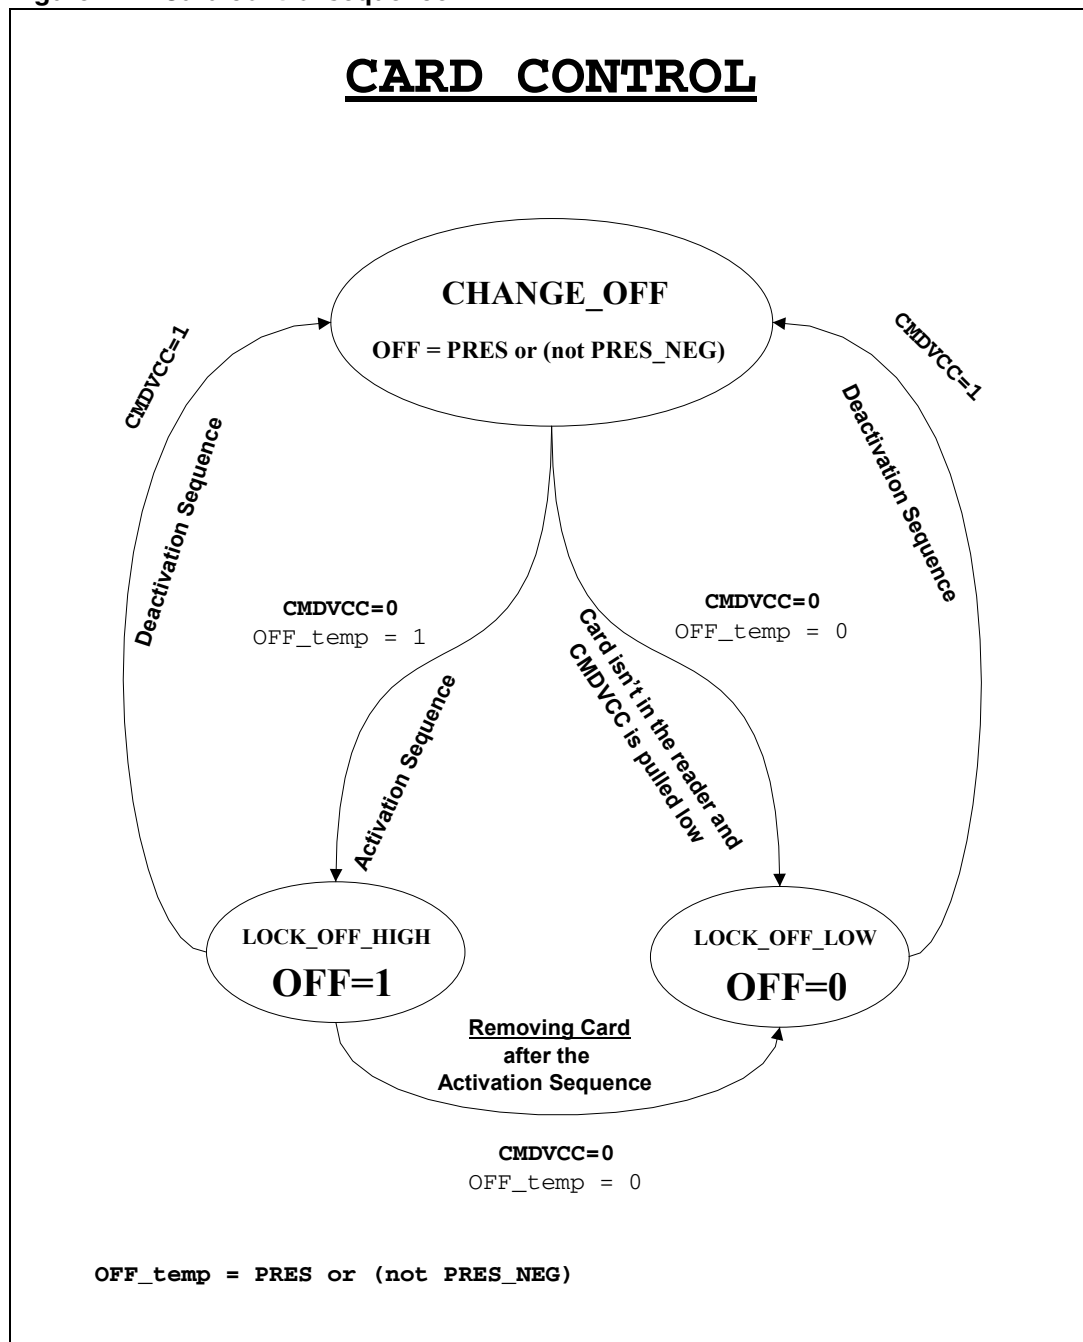 CARD CONTROL
CHANGE_OFF
OFF = PRES or (not PRES_NEG)
CMDVCC=1
Deactivation Sequence
CMDVCC=1
Deactivation Sequence
CMDVCC=0
OFF_temp = 1
Activation Sequence
CMDVCC=0
OFF_temp = 0
Card isn't in the reader and
CMDVCC is pulled low
LOCK_OFF_HIGH
OFF=1
LOCK_OFF_LOW
OFF=0
Removing Card
after the
Activation Sequence
CMDVCC=0
OFF_temp = 0
OFF_temp = PRES or (not PRES_NEG)